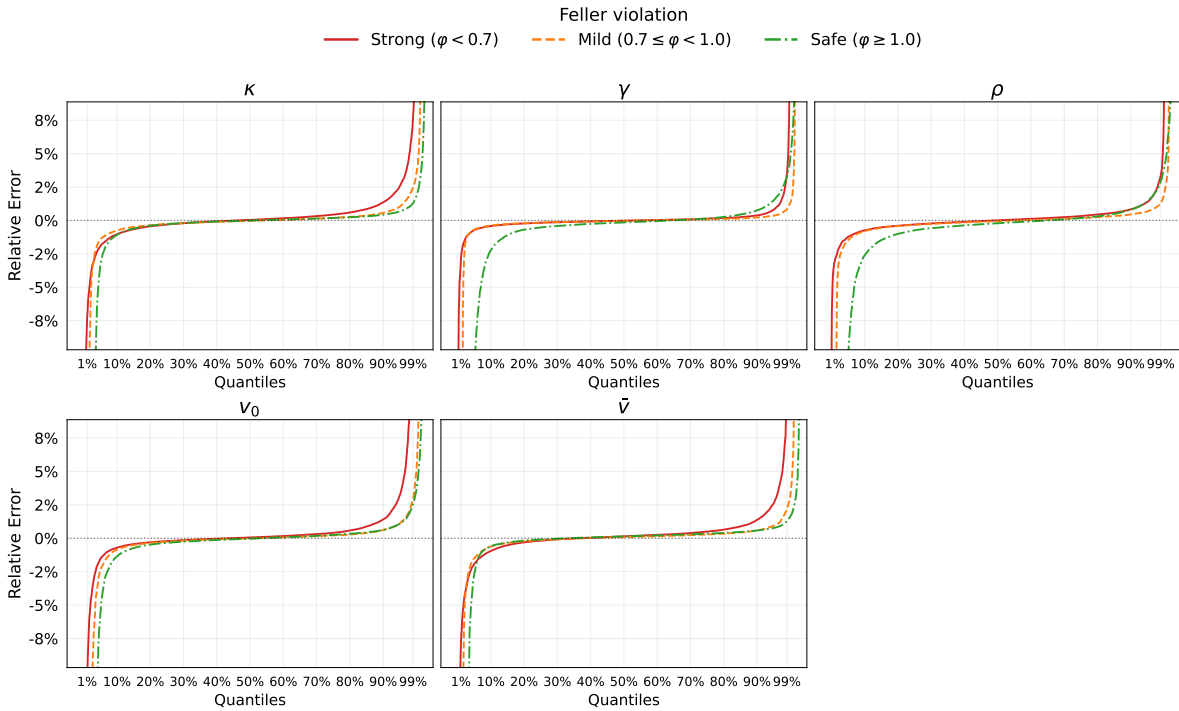 Feller violation
Strong (φ < 0.7) Mild (0.7 ≤ φ < 1.0) Safe (φ ≥ 1.0)
κ γ ρ
8%
5%
2%
0%
-2%
-5%
-8%
Relative Error
1% 10% 20% 30% 40% 50% 60% 70% 80% 90% 99% 1% 10% 20% 30% 40% 50% 60% 70% 80% 90% 99% 1% 10% 20% 30% 40% 50% 60% 70% 80% 90% 99%
Quantiles Quantiles Quantiles
v₀ v̄
8%
5%
2%
0%
-2%
-5%
-8%
Relative Error
1% 10% 20% 30% 40% 50% 60% 70% 80% 90% 99% 1% 10% 20% 30% 40% 50% 60% 70% 80% 90% 99%
Quantiles Quantiles